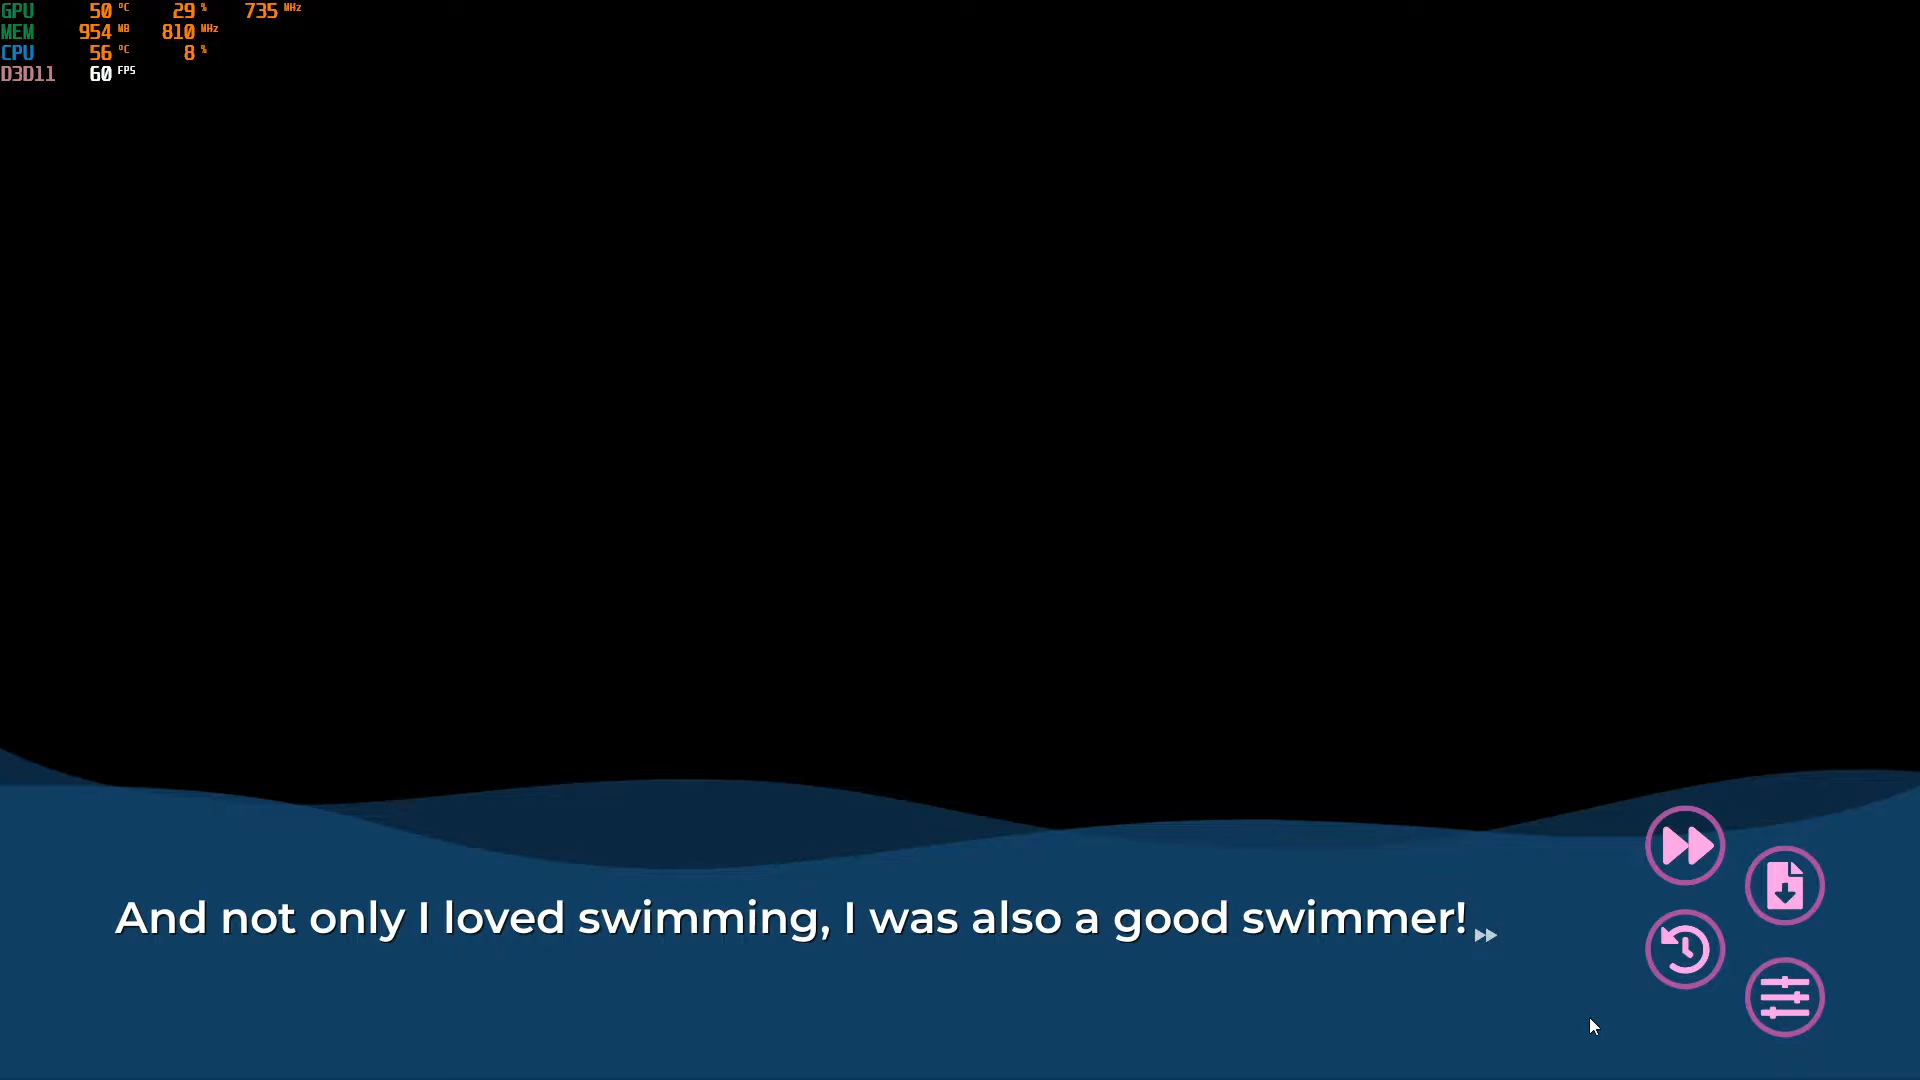 GPU 50 °C 29 % 735 MHz
MEM 954 MB 810 MHz
CPU 56 °C 8 %
D3D11 60 FPS
And not only I loved swimming, I was also a good swimmer!